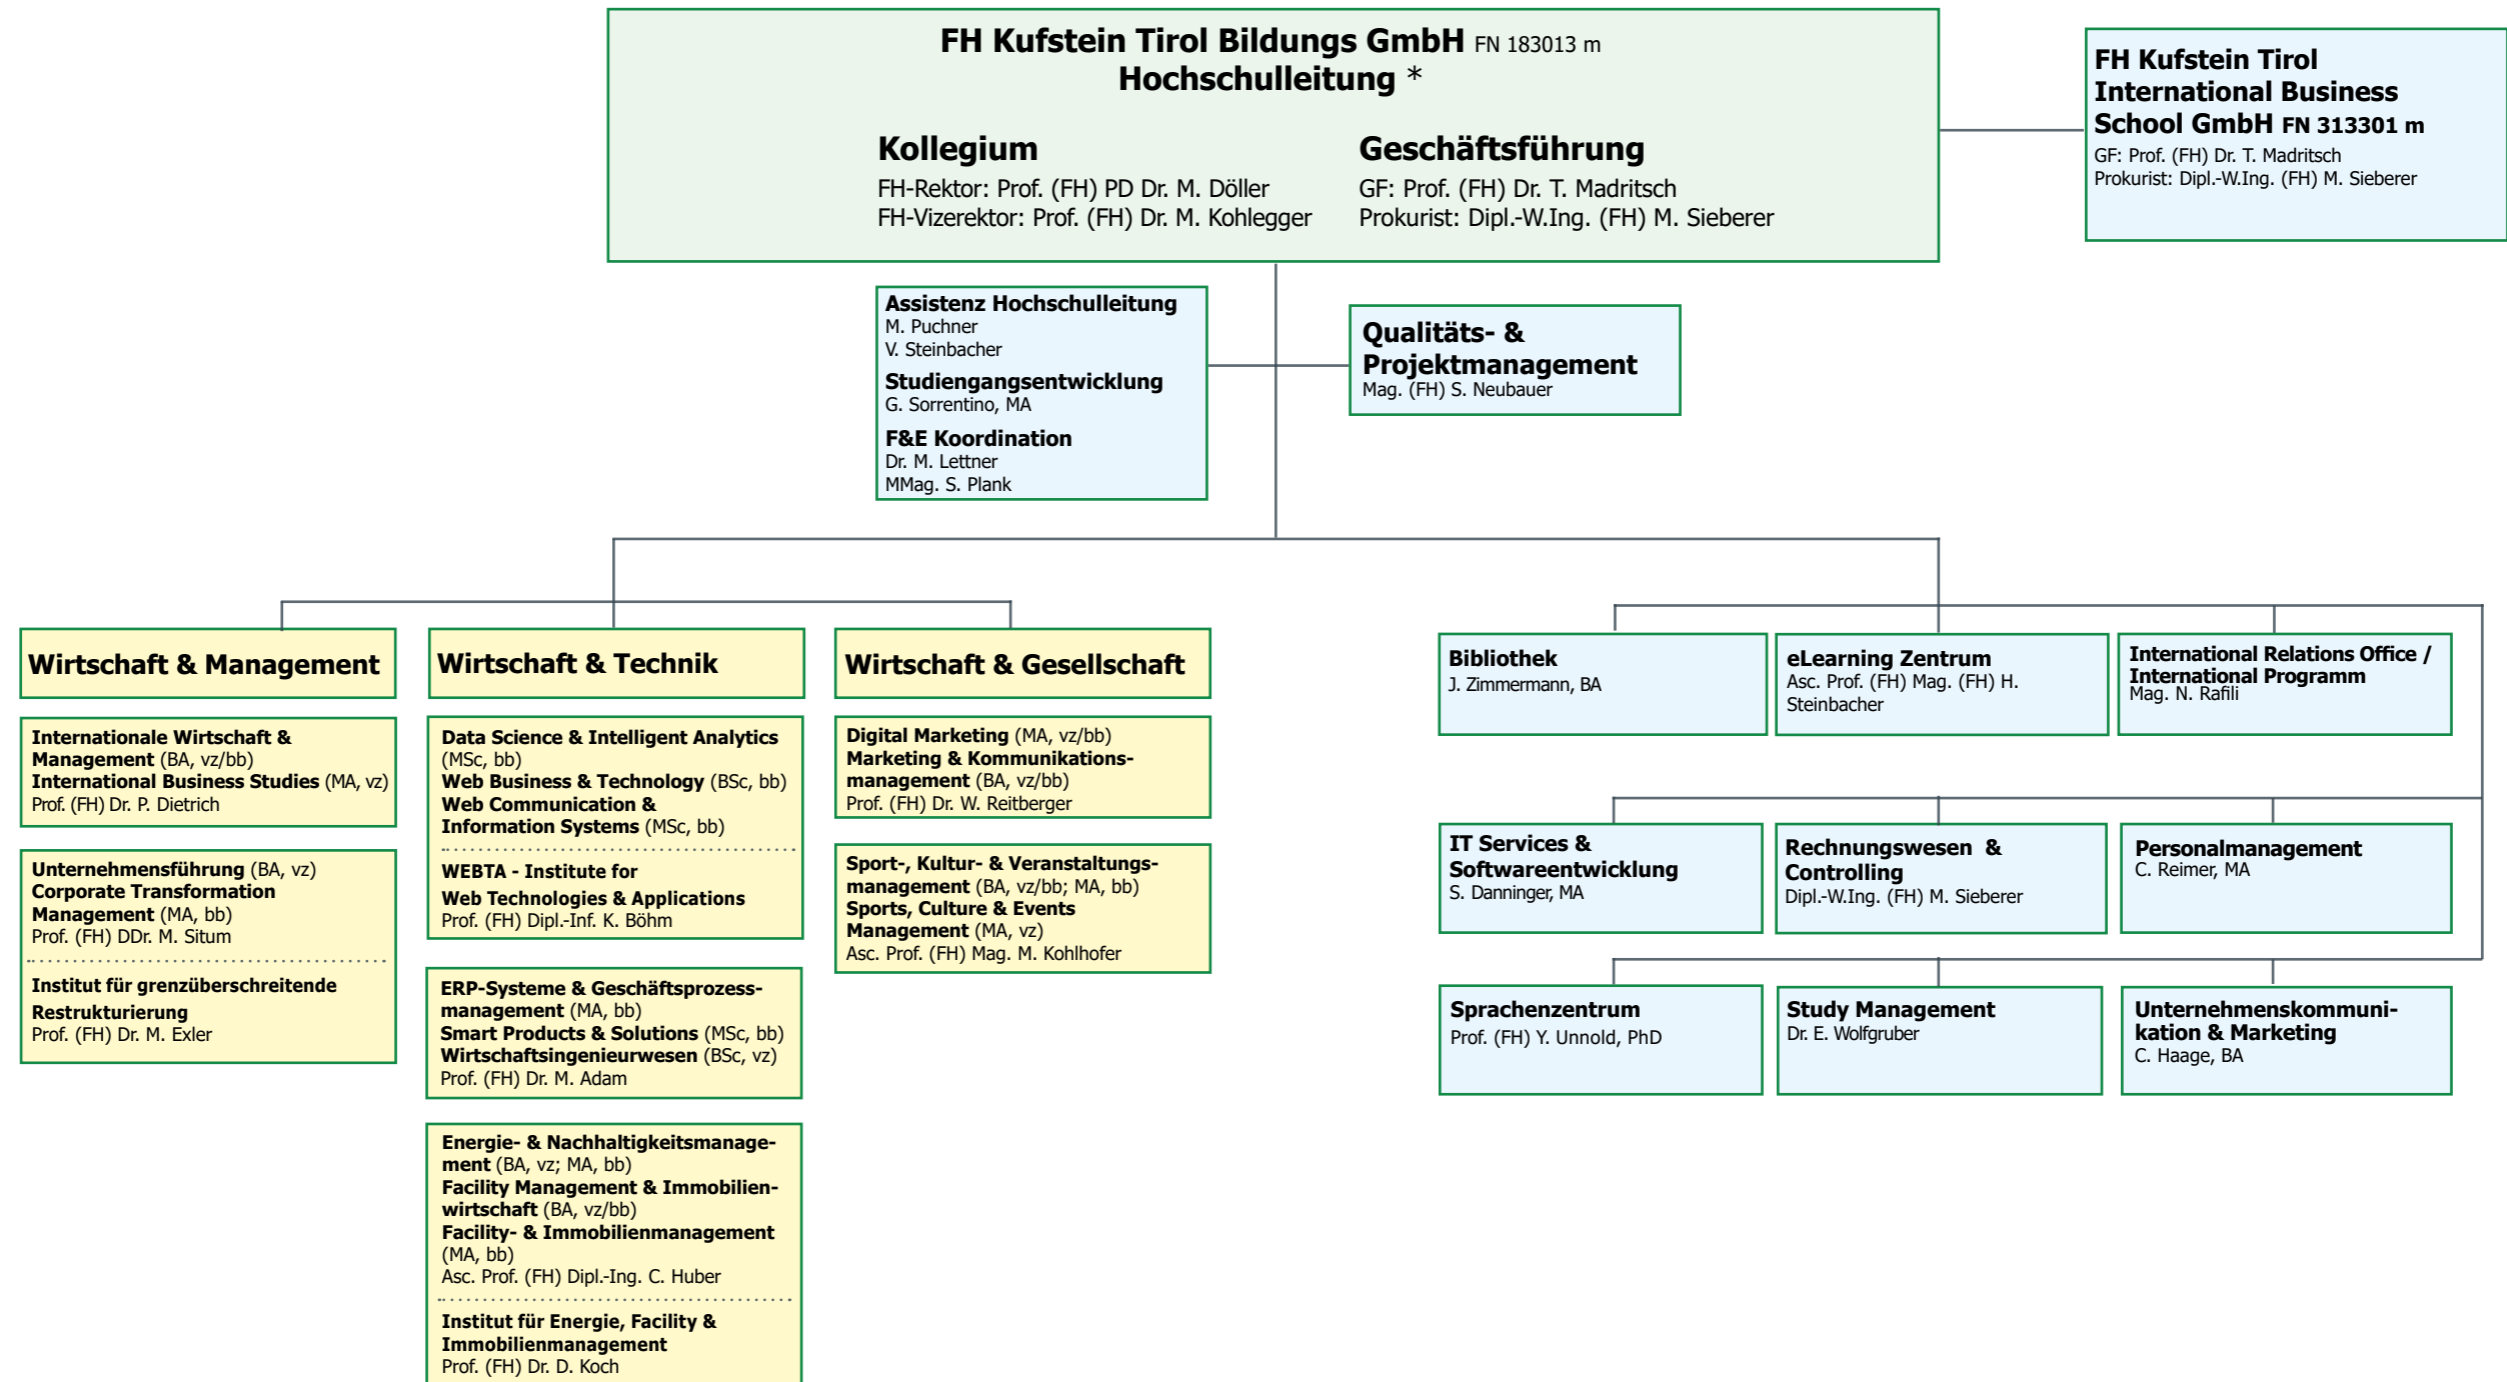 FH Kufstein Tirol Bildungs GmbH FN 183013 m
Hochschulleitung *
Kollegium
FH-Rektor: Prof. (FH) PD Dr. M. Döller
FH-Vizerektor: Prof. (FH) Dr. M. Kohlegger
Geschäftsführung
GF: Prof. (FH) Dr. T. Madritsch
Prokurist: Dipl.-W.Ing. (FH) M. Sieberer
FH Kufstein Tirol
International Business
School GmbH FN 313301 m
GF: Prof. (FH) Dr. T. Madritsch
Prokurist: Dipl.-W.Ing. (FH) M. Sieberer
Assistenz Hochschulleitung
M. Puchner
V. Steinbacher
Studiengangsentwicklung
G. Sorrentino, MA
F&E Koordination
Dr. M. Lettner
MMag. S. Plank
Qualitäts- &
Projektmanagement
Mag. (FH) S. Neubauer
Wirtschaft & Management
Internationale Wirtschaft &
Management (BA, vz/bb)
International Business Studies (MA, vz)
Prof. (FH) Dr. P. Dietrich
Unternehmensführung (BA, vz)
Corporate Transformation
Management (MA, bb)
Prof. (FH) DDr. M. Situm
Institut für grenzüberschreitende
Restrukturierung
Prof. (FH) Dr. M. Exler
Wirtschaft & Technik
Data Science & Intelligent Analytics
(MSc, bb)
Web Business & Technology (BSc, bb)
Web Communication &
Information Systems (MSc, bb)
WEBTA - Institute for
Web Technologies & Applications
Prof. (FH) Dipl.-Inf. K. Böhm
ERP-Systeme & Geschäftsprozess-
management (MA, bb)
Smart Products & Solutions (MSc, bb)
Wirtschaftsingenieurwesen (BSc, vz)
Prof. (FH) Dr. M. Adam
Energie- & Nachhaltigkeitsmanage-
ment (BA, vz; MA, bb)
Facility Management & Immobilien-
wirtschaft (BA, vz/bb)
Facility- & Immobilienmanagement
(MA, bb)
Asc. Prof. (FH) Dipl.-Ing. C. Huber
Institut für Energie, Facility &
Immobilienmanagement
Prof. (FH) Dr. D. Koch
Wirtschaft & Gesellschaft
Digital Marketing (MA, vz/bb)
Marketing & Kommunikations-
management (BA, vz/bb)
Prof. (FH) Dr. W. Reitberger
Sport-, Kultur- & Veranstaltungs-
management (BA, vz/bb; MA, bb)
Sports, Culture & Events
Management (MA, vz)
Asc. Prof. (FH) Mag. M. Kohlhofer
Bibliothek
J. Zimmermann, BA
eLearning Zentrum
Asc. Prof. (FH) Mag. (FH) H.
Steinbacher
International Relations Office /
International Programm
Mag. N. Rafili
IT Services &
Softwareentwicklung
S. Danninger, MA
Rechnungswesen &
Controlling
Dipl.-W.Ing. (FH) M. Sieberer
Personalmanagement
C. Reimer, MA
Sprachenzentrum
Prof. (FH) Y. Unnold, PhD
Study Management
Dr. E. Wolfgruber
Unternehmenskommuni-
kation & Marketing
C. Haage, BA